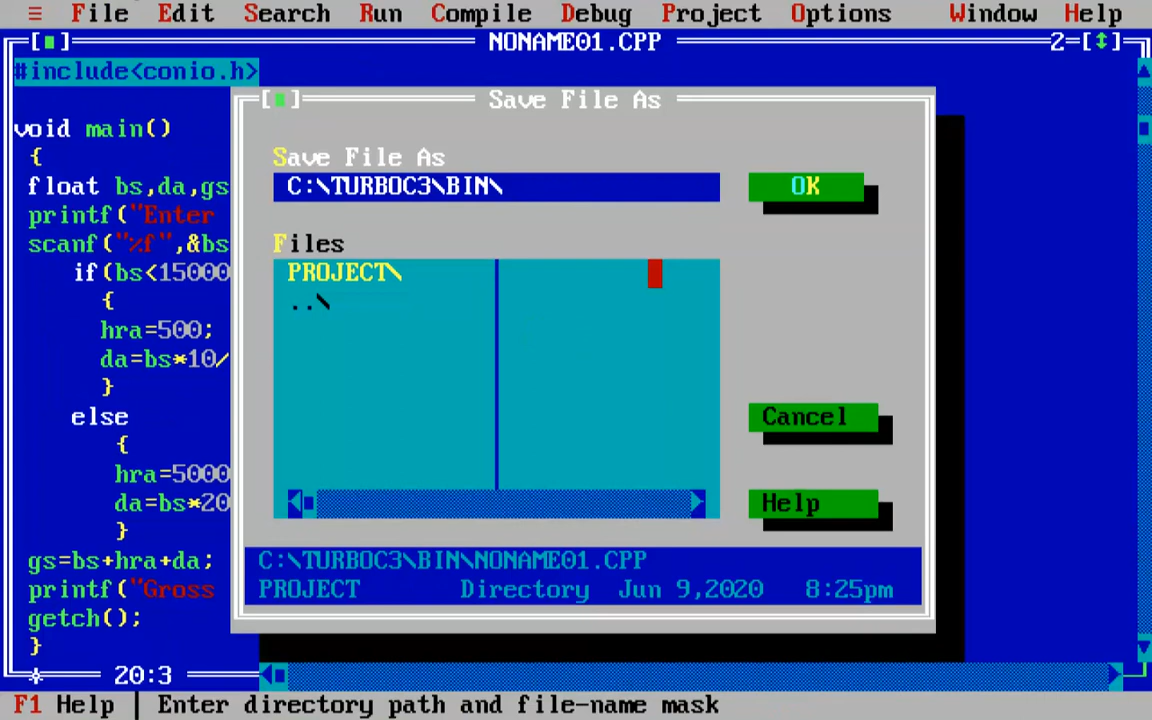 ≡ File Edit Search Run Compile Debug Project Options Window Help
[■] NONAME01.CPP 2=[↕]
#include<conio.h>
void main()
{
float bs,da,gs
printf("Enter
scanf("%f",&bs
if(bs<15000
{
hra=500;
da=bs*10/
}
else
{
hra=5000
da=bs*20
}
gs=bs+hra+da;
printf("Gross
getch();
}
20:3
[■] Save File As
Save File As
C:\TURBOC3\BIN\
OK
Files
PROJECT\
..\
Cancel
Help
C:\TURBOC3\BIN\NONAME01.CPP
PROJECT Directory Jun 9,2020 8:25pm
F1 Help │ Enter directory path and file-name mask